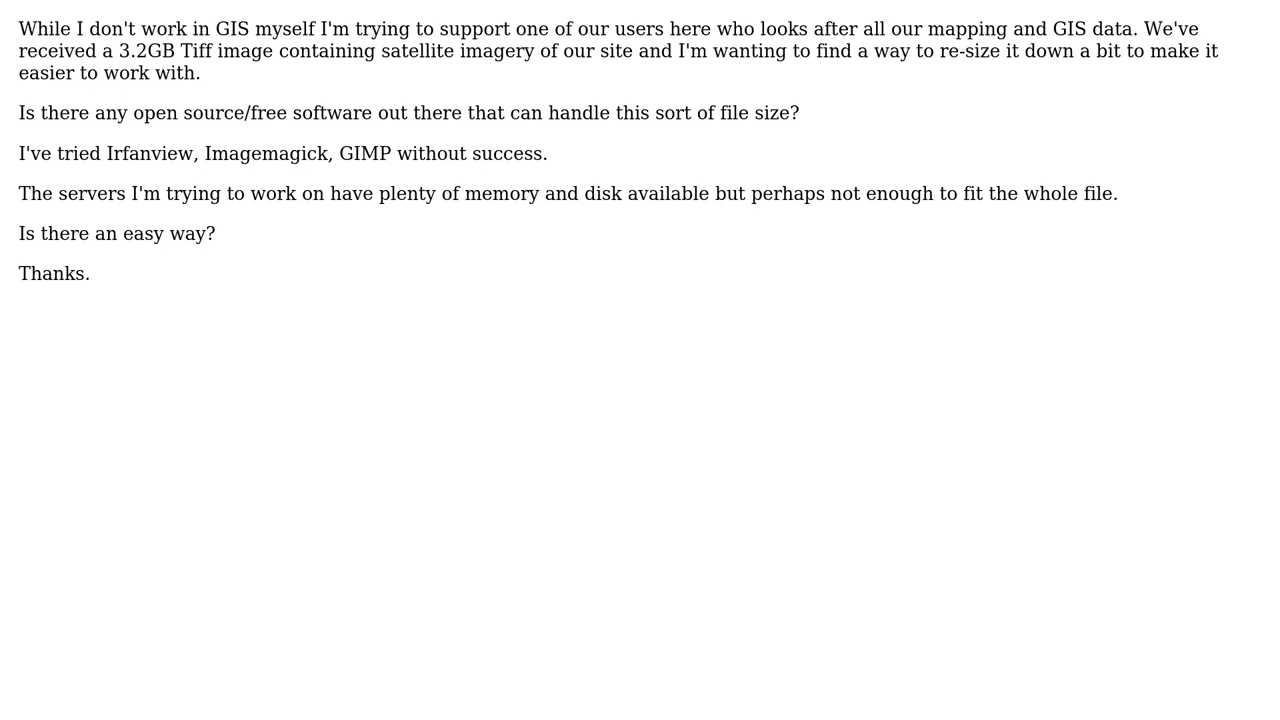 While I don't work in GIS myself I'm trying to support one of our users here who looks after all our mapping and GIS data. We've
received a 3.2GB Tiff image containing satellite imagery of our site and I'm wanting to find a way to re-size it down a bit to make it
easier to work with.
Is there any open source/free software out there that can handle this sort of file size?
I've tried Irfanview, Imagemagick, GIMP without success.
The servers I'm trying to work on have plenty of memory and disk available but perhaps not enough to fit the whole file.
Is there an easy way?
Thanks.